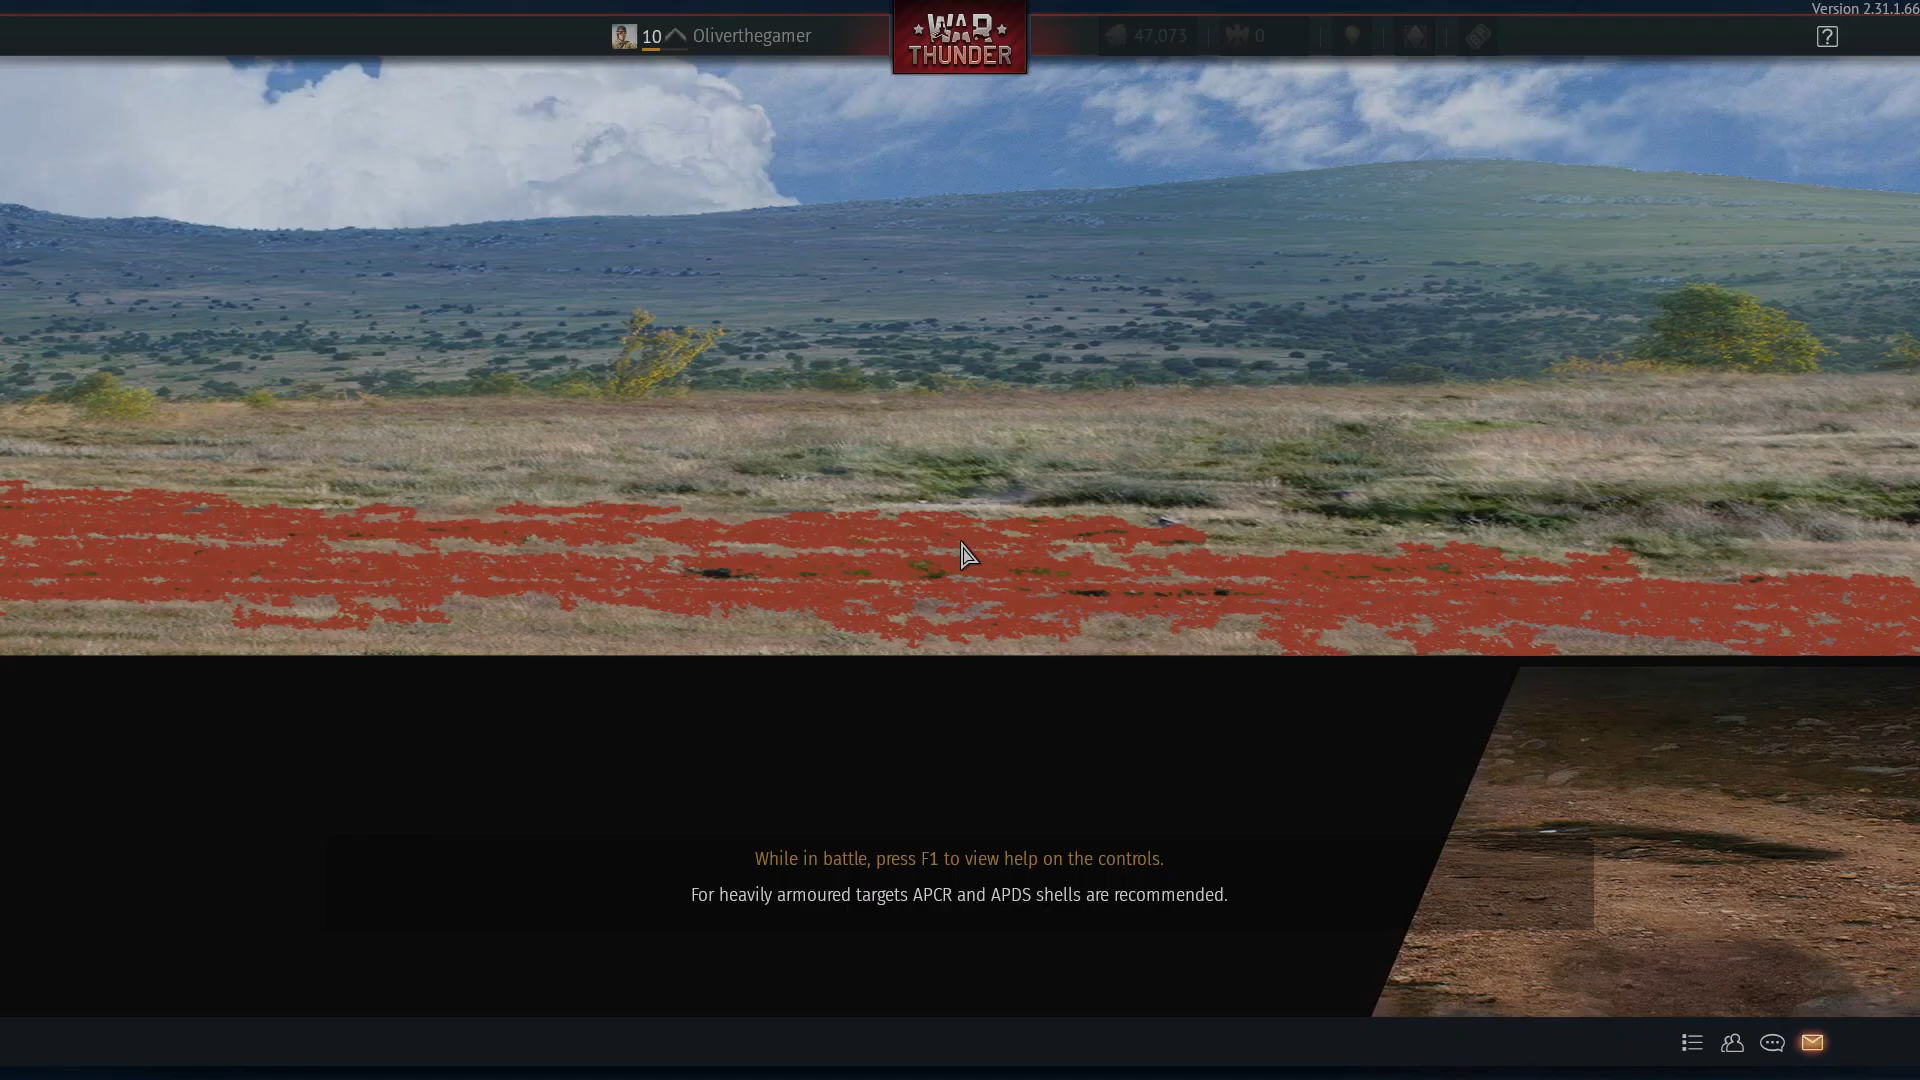 Version 2.31.1.66
10 Oliverthegamer
WAR
THUNDER
47,073
0
While in battle, press F1 to view help on the controls.
For heavily armoured targets APCR and APDS shells are recommended.